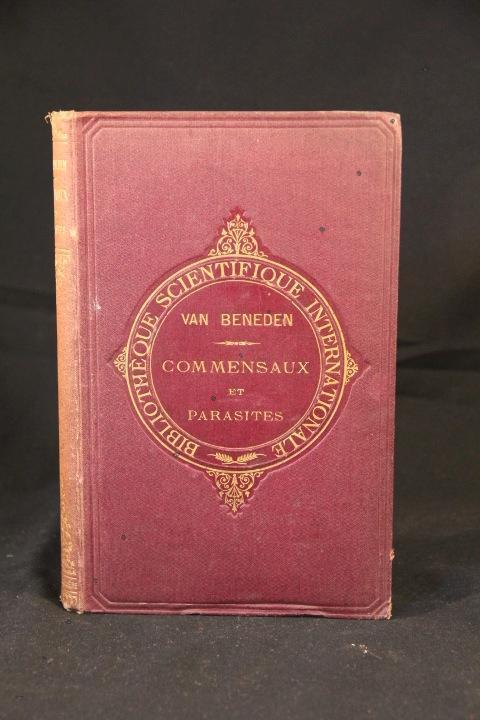 BIBLIOTHÈQUE SCIENTIFIQUE INTERNATIONALE
VAN BENEDEN
COMMENSAUX
ET
PARASITES